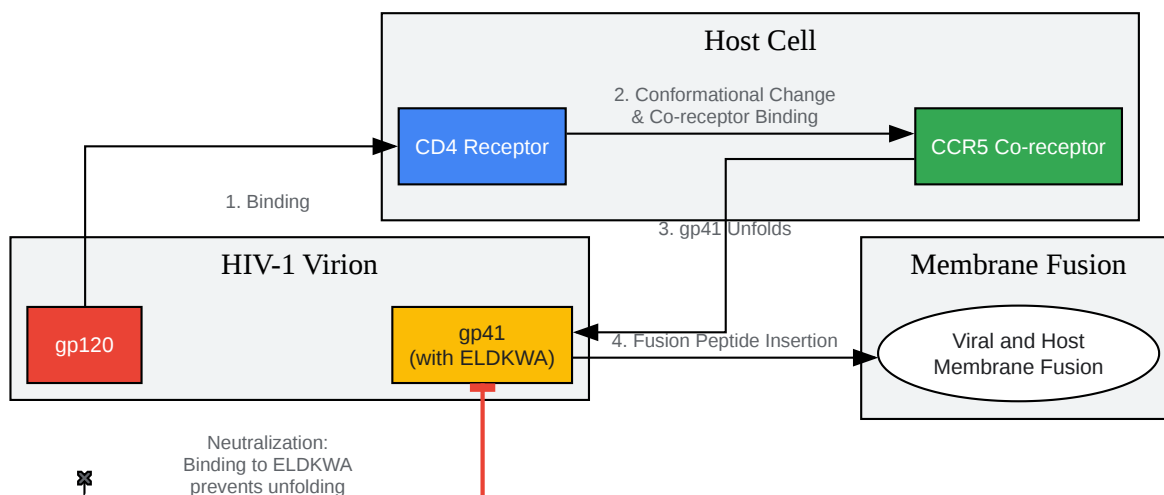 Host Cell
2. Conformational Change
& Co-receptor Binding
CD4 Receptor
CCR5 Co-receptor
1. Binding
3. gp41 Unfolds
HIV-1 Virion
Membrane Fusion
gp120
gp41
(with ELDKWA)
4. Fusion Peptide Insertion
Viral and Host
Membrane Fusion
Neutralization:
Binding to ELDKWA
prevents unfolding